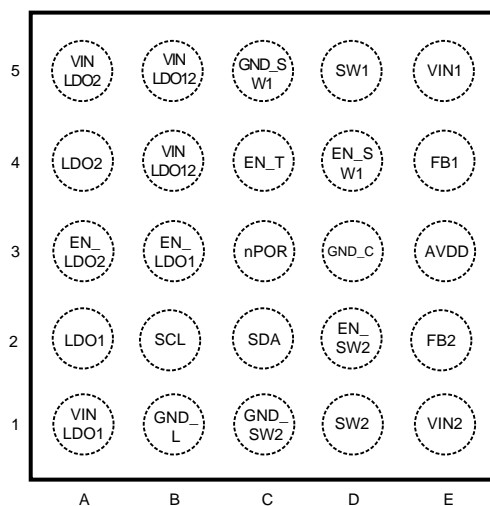 5
VIN
LDO2
VIN
LDO12
GND_S
W1
SW1
VIN1
4
LDO2
VIN
LDO12
EN_T
EN_S
W1
FB1
3
EN_
LDO2
EN_
LDO1
nPOR
GND_C
AVDD
2
LDO1
SCL
SDA
EN_
SW2
FB2
1
VIN
LDO1
GND_
L
GND_
SW2
SW2
VIN2
A B C D E